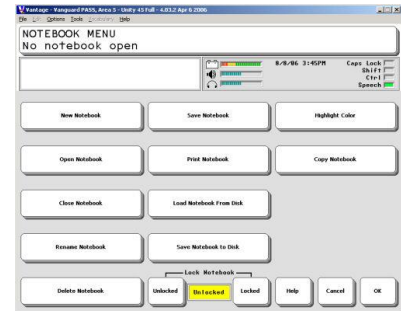 Vantage - Vanguard PASS, Area 3 - Unity 45 Full - 4.03.2 Apr 6 2006
File List Options Tools Vocabulary Help
NOTEBOOK MENU
No notebook open
8/8/06 3:45PM Caps Lock
Shift
Ctrl
Speech
New Notebook Save Notebook Highlight Color
Open Notebook Print Notebook Copy Notebook
Close Notebook Load Notebook From Disk
Rename Notebook Save Notebook to Disk
Lock Notebook
Delete Notebook Unlocked Unlocked Locked Help Cancel OK